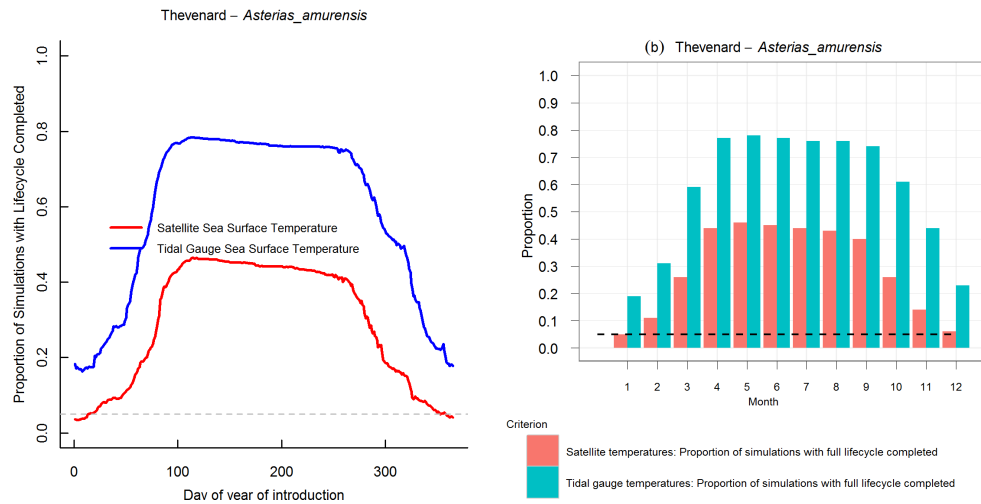 Thevenard – Asterias_amurensis
Proportion of Simulations with Lifecycle Completed
1.0
0.8
0.6
0.4
0.2
0.0
Satellite Sea Surface Temperature
Tidal Gauge Sea Surface Temperature
0 100 200 300
Day of year of introduction
(b) Thevenard – Asterias_amurensis
Proportion
1.0
0.9
0.8
0.7
0.6
0.5
0.4
0.3
0.2
0.1
0.0
1 2 3 4 5 6 7 8 9 10 11 12
Month
Criterion
Satellite temperatures: Proportion of simulations with full lifecycle completed
Tidal gauge temperatures: Proportion of simulations with full lifecycle completed